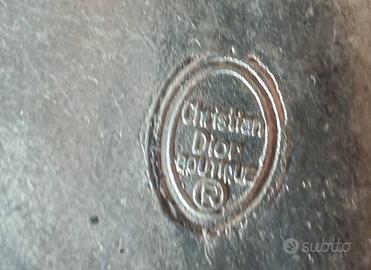 Christian
Dior
BOUTIQUE
®
subito